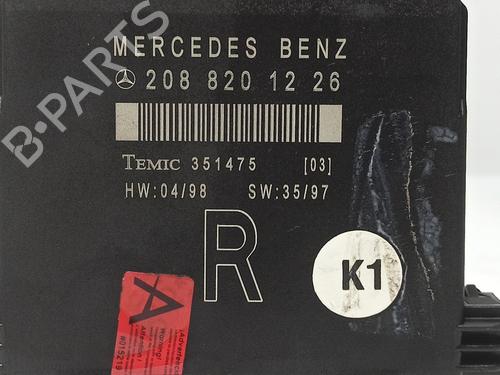 MERCEDES BENZ
208 820 12 26
TEMIC 351475 [03]
HW:04/98 SW:35/97
R
K1
A
B-PARTS